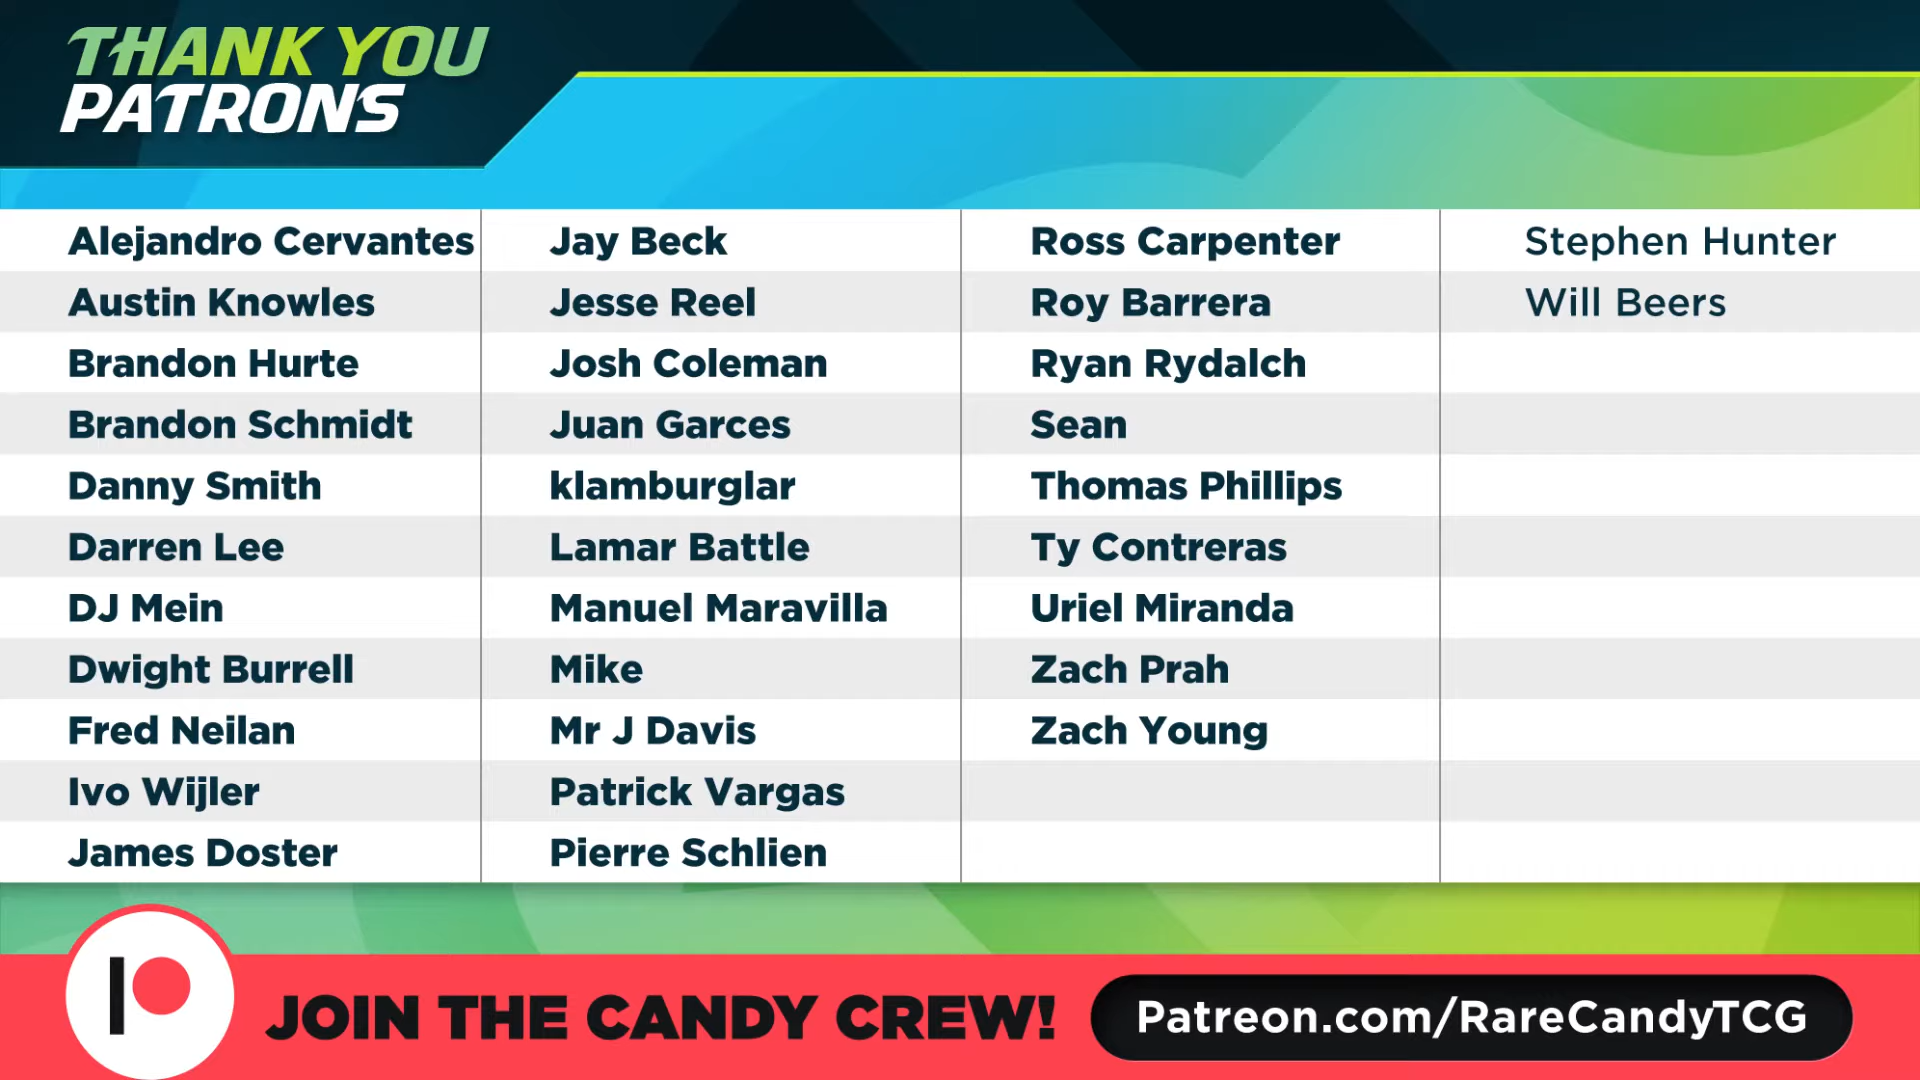 THANK YOU
PATRONS
Alejandro Cervantes
Austin Knowles
Brandon Hurte
Brandon Schmidt
Danny Smith
Darren Lee
DJ Mein
Dwight Burrell
Fred Neilan
Ivo Wijler
James Doster
Jay Beck
Jesse Reel
Josh Coleman
Juan Garces
klamburglar
Lamar Battle
Manuel Maravilla
Mike
Mr J Davis
Patrick Vargas
Pierre Schlien
Ross Carpenter
Roy Barrera
Ryan Rydalch
Sean
Thomas Phillips
Ty Contreras
Uriel Miranda
Zach Prah
Zach Young
Stephen Hunter
Will Beers
JOIN THE CANDY CREW!
Patreon.com/RareCandyTCG